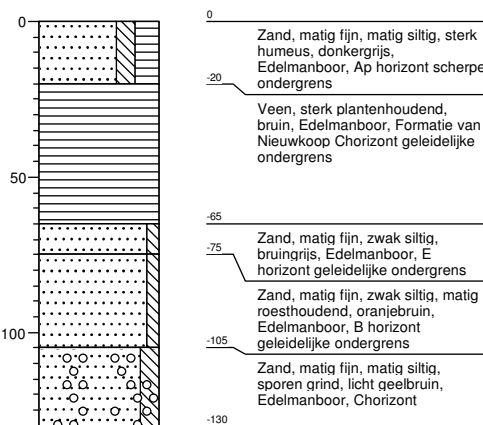 0
0
Zand, matig fijn, matig siltig, sterk
humeus, donkergrijs,
Edelmanboor, Ap horizont scherpe
ondergrens
-20
Veen, sterk plantenhoudend,
bruin, Edelmanboor, Formatie van
Nieuwkoop Chorizont geleidelijke
ondergrens
50
-65
Zand, matig fijn, zwak siltig,
bruingrijs, Edelmanboor, E
horizont geleidelijke ondergrens
-75
Zand, matig fijn, zwak siltig, matig
roesthoudend, oranjebruin,
Edelmanboor, B horizont
geleidelijke ondergrens
100
-105
Zand, matig fijn, matig siltig,
sporen grind, licht geelbruin,
Edelmanboor, Chorizont
-130